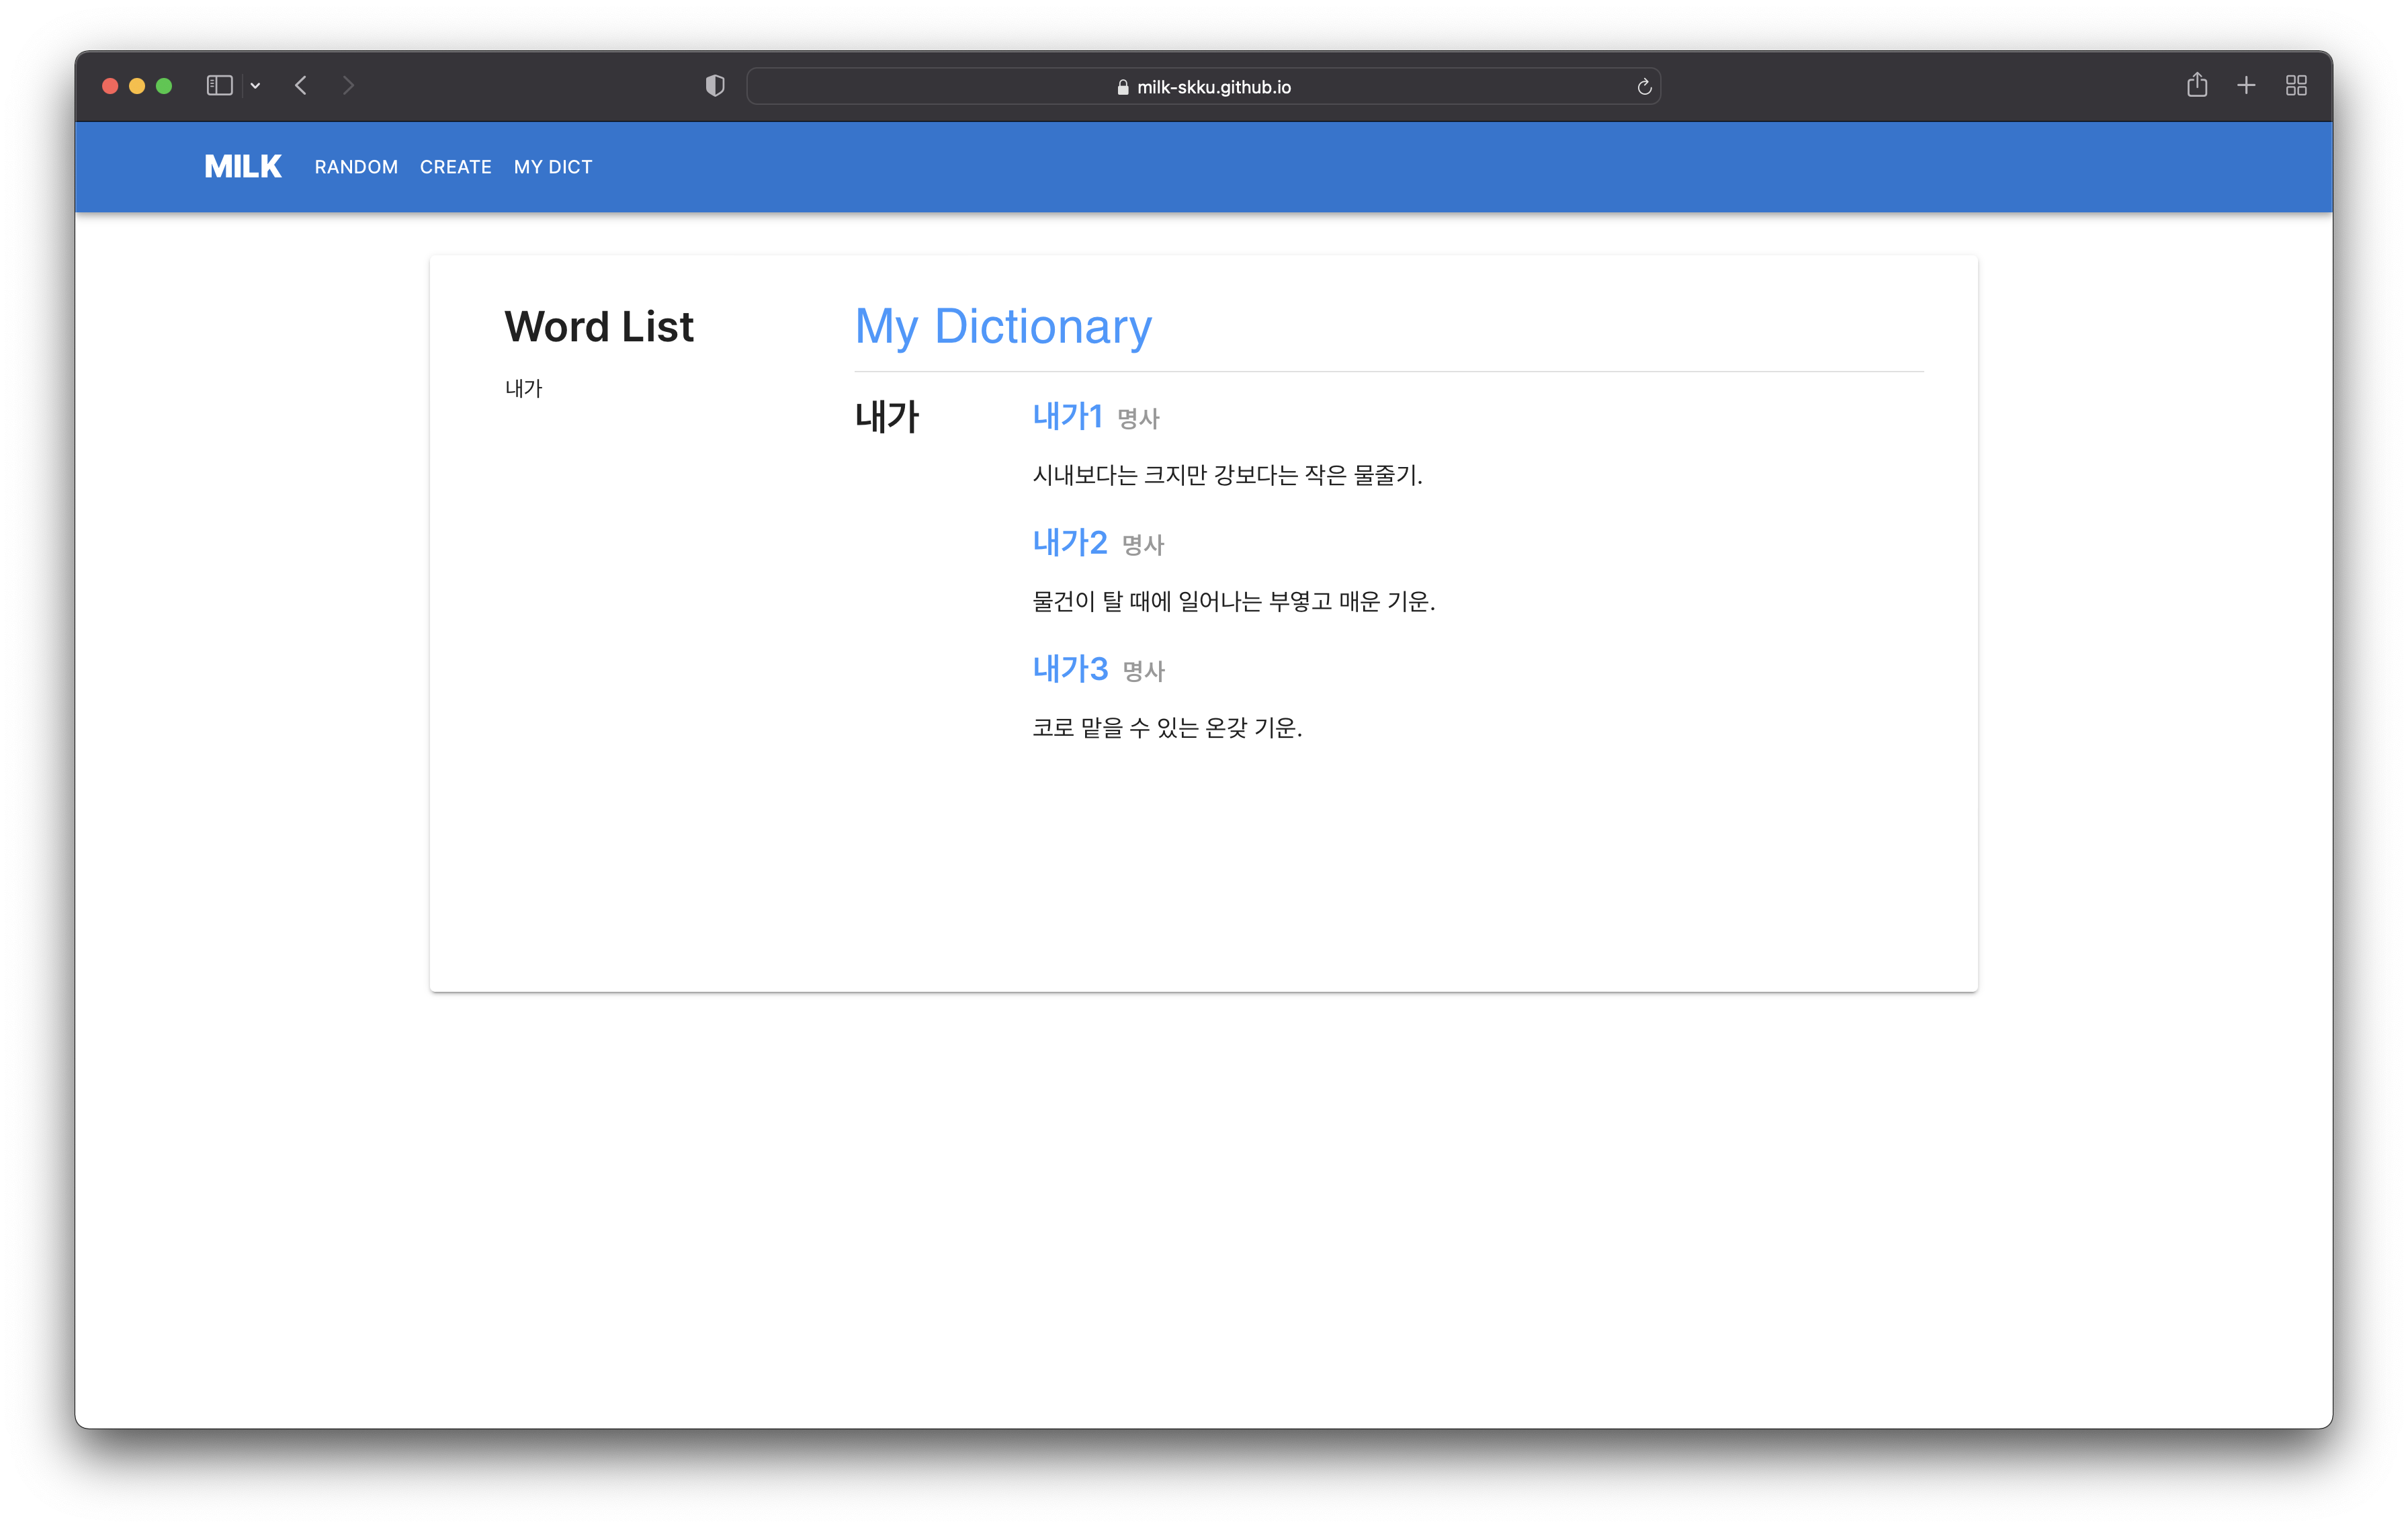 milk-skku.github.io
MILK RANDOM CREATE MY DICT
Word List
내가
My Dictionary
내가
내가1 명사
시내보다는 크지만 강보다는 작은 물줄기.
내가2 명사
물건이 탈 때에 일어나는 부옇고 매운 기운.
내가3 명사
코로 맡을 수 있는 온갖 기운.